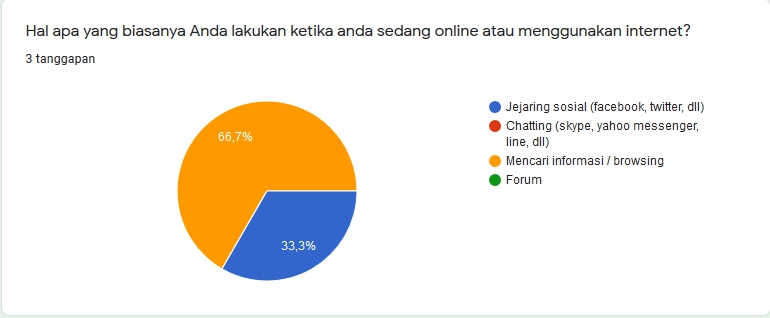 Hal apa yang biasanya Anda lakukan ketika anda sedang online atau menggunakan internet?
3 tanggapan
66,7%
33,3%
Jejaring sosial (facebook, twitter, dll)
Chatting (skype, yahoo messenger,
line, dll)
Mencari informasi / browsing
Forum